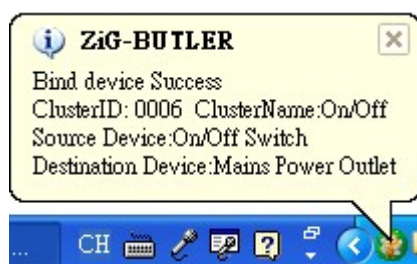 ZiG-BUTLER
Bind device Success
ClusterID: 0006 ClusterName:On/Off
Source Device:On/Off Switch
Destination Device:Mains Power Outlet
... CH